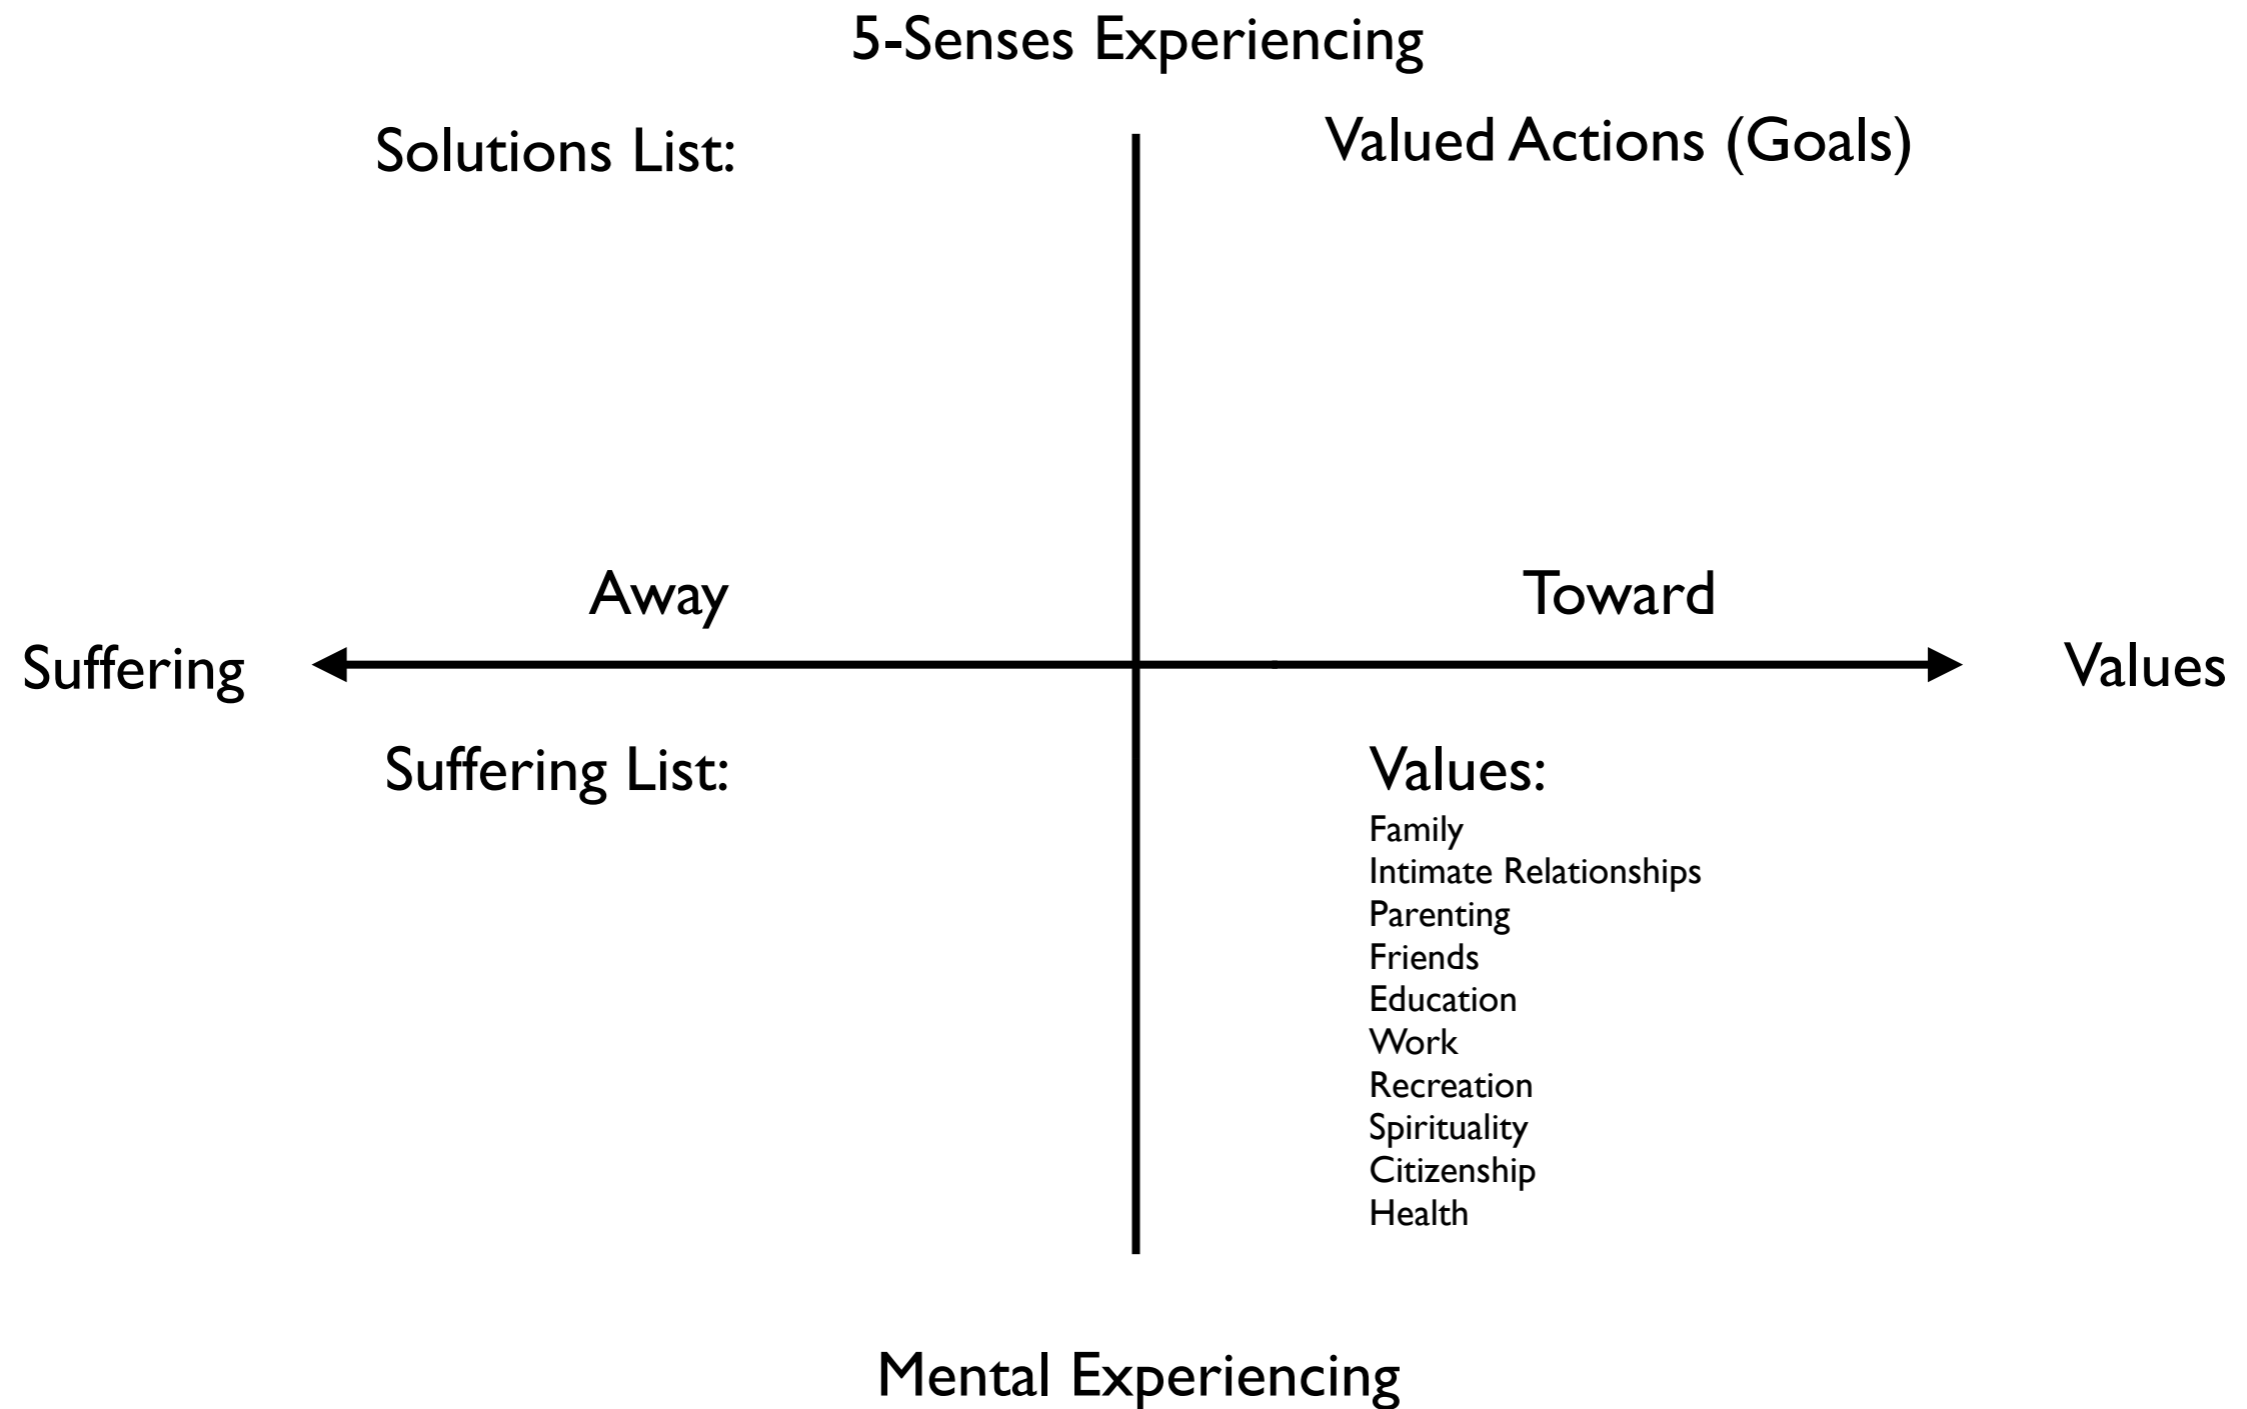 5-Senses Experiencing
Solutions List:
Valued Actions (Goals)
Away
Toward
Suffering
Values
Suffering List:
Values:
Family
Intimate Relationships
Parenting
Friends
Education
Work
Recreation
Spirituality
Citizenship
Health
Mental Experiencing